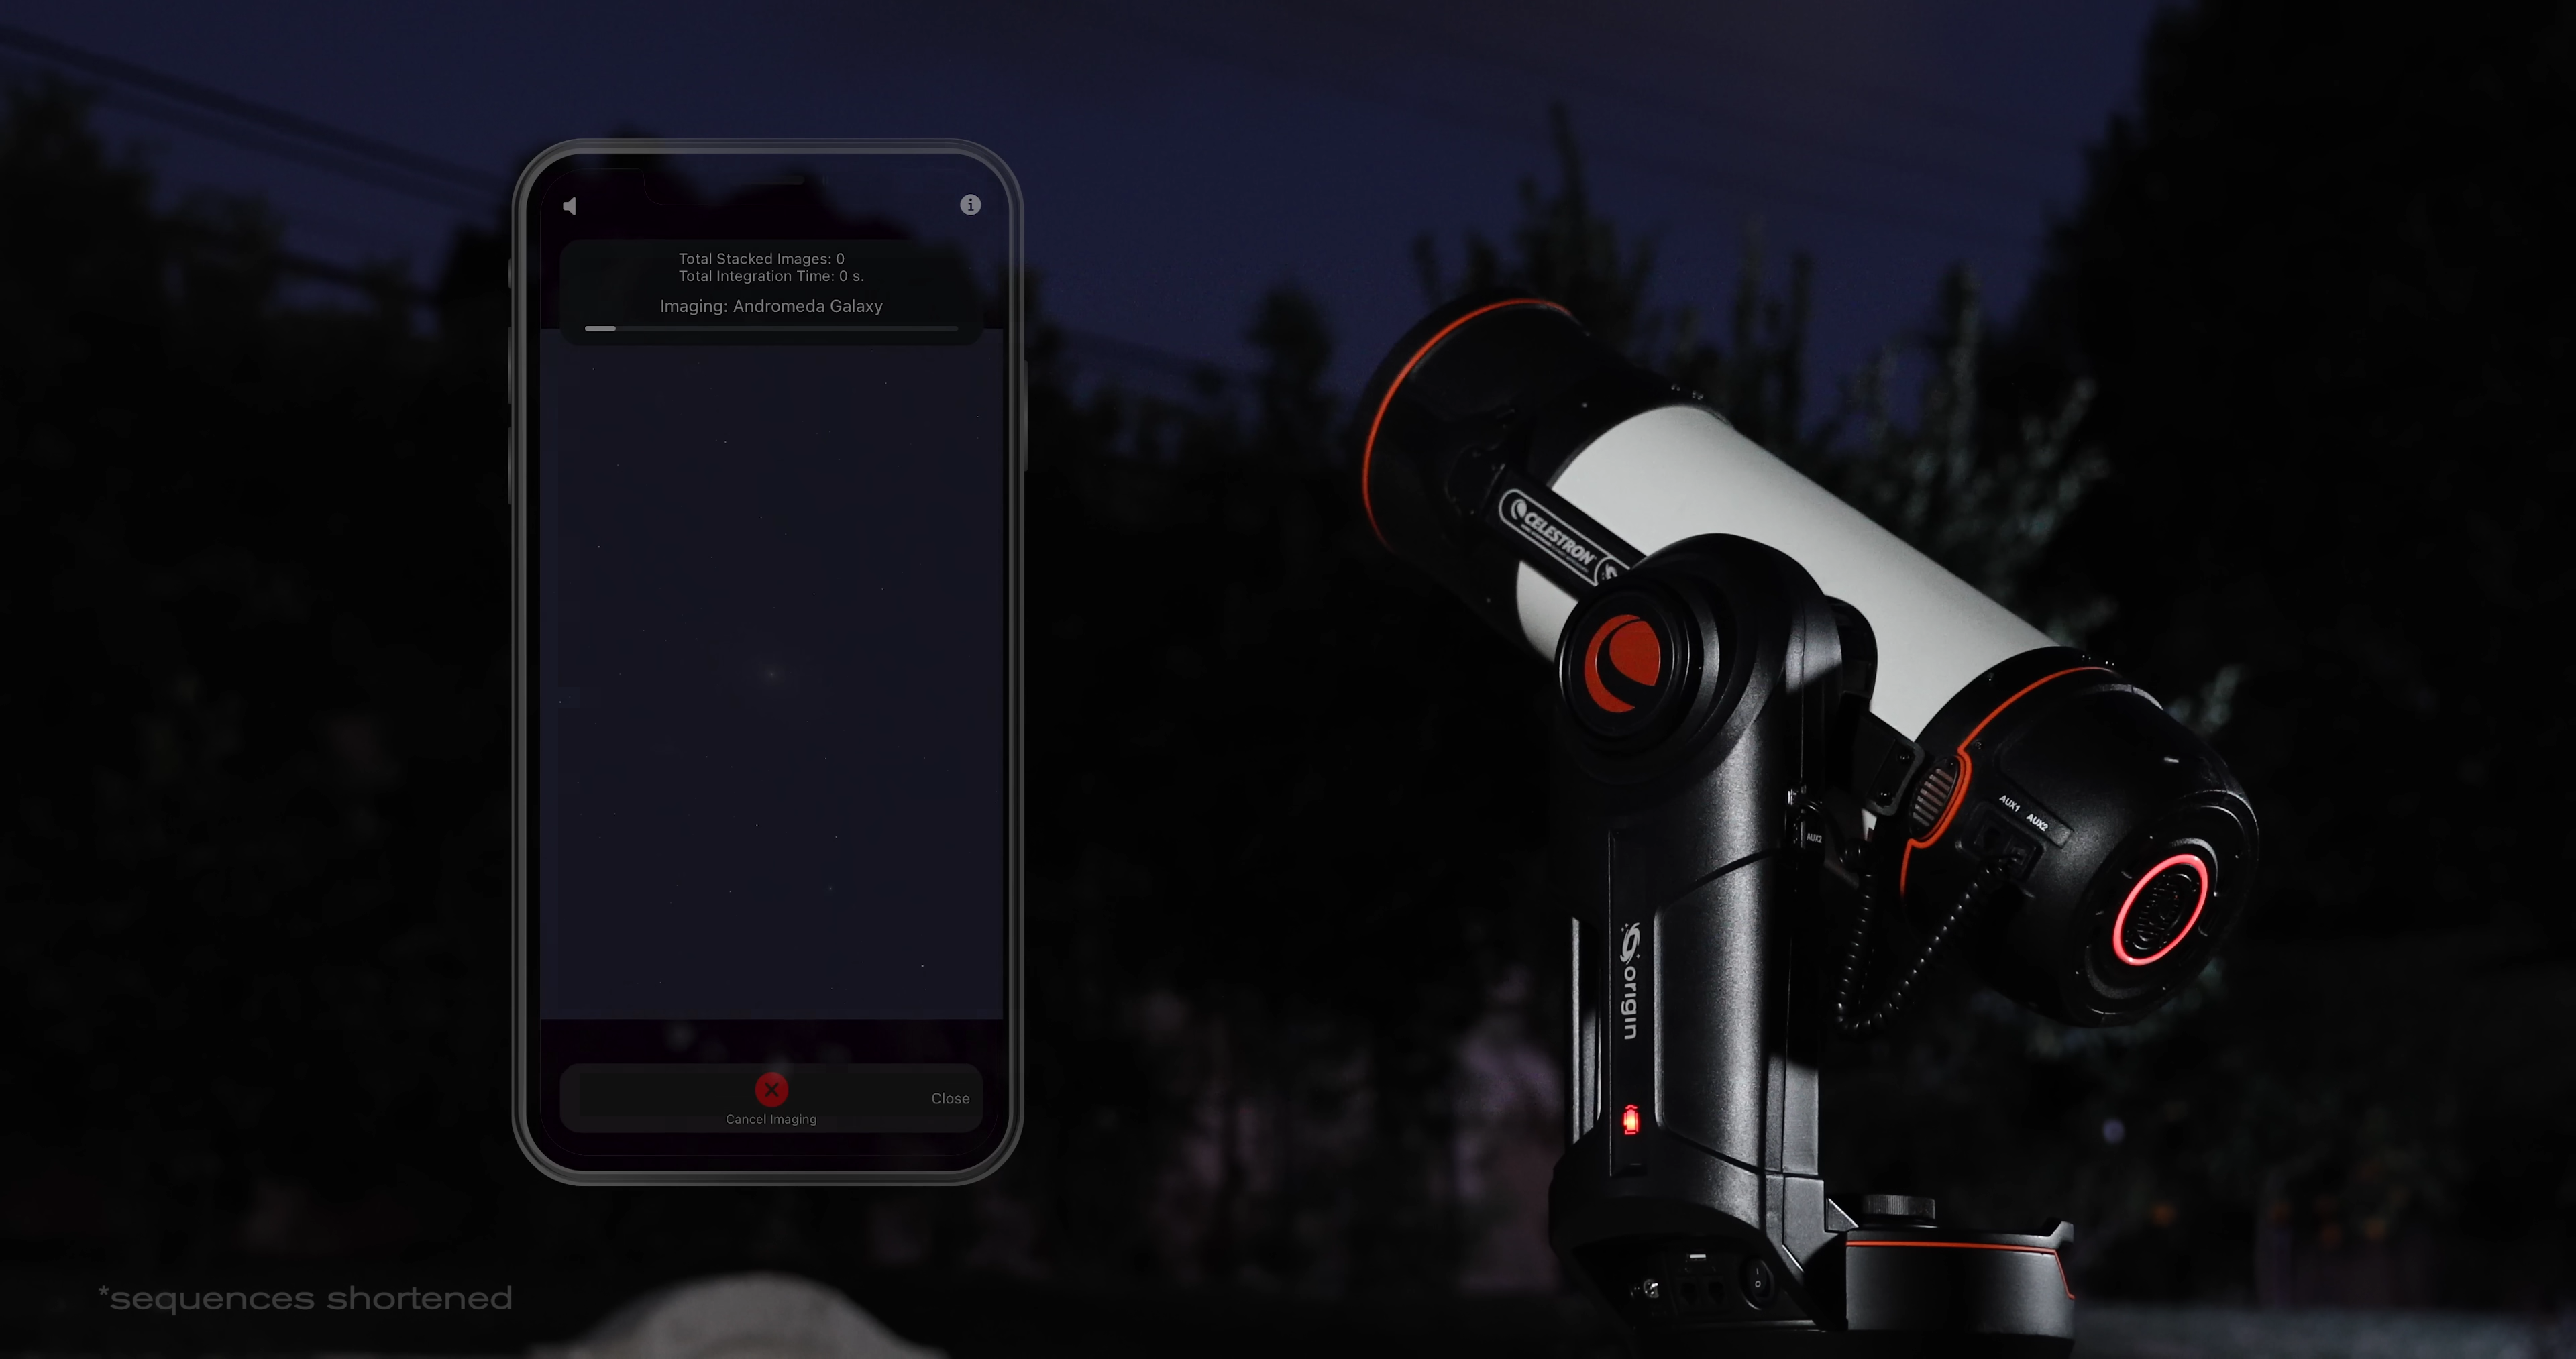 Total Stacked Images: 0
Total Integration Time: 0 s.
Imaging: Andromeda Galaxy
CELESTRON
AUX1 AUX2
AUX2
origin
Cancel Imaging
Close
*sequences shortened